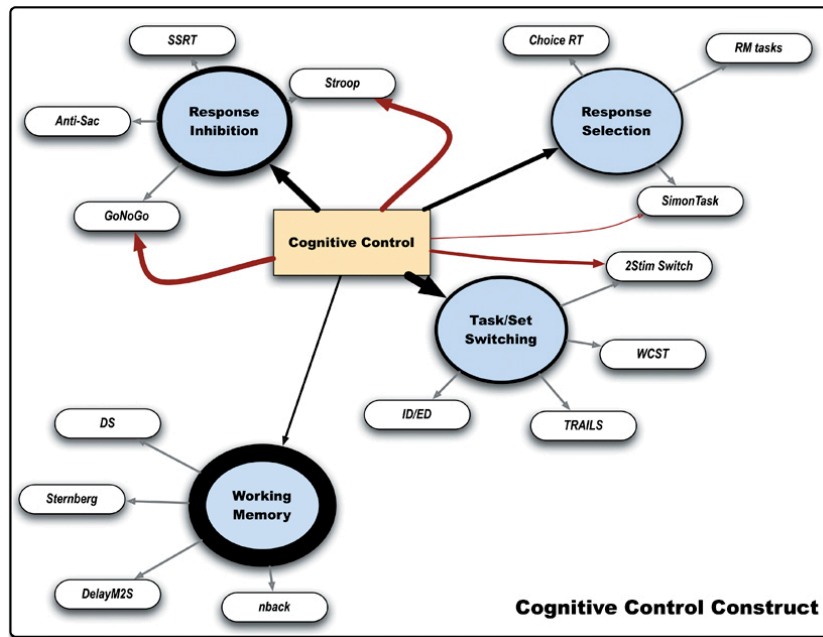 SSRT
Choice RT
RM tasks
Stroop
Response
Inhibition
Response
Selection
Anti-Sac
GoNoGo
SimonTask
Cognitive Control
2Stim Switch
Task/Set
Switching
WCST
ID/ED
TRAILS
DS
Sternberg
Working
Memory
DelayM2S
nback
Cognitive Control Construct